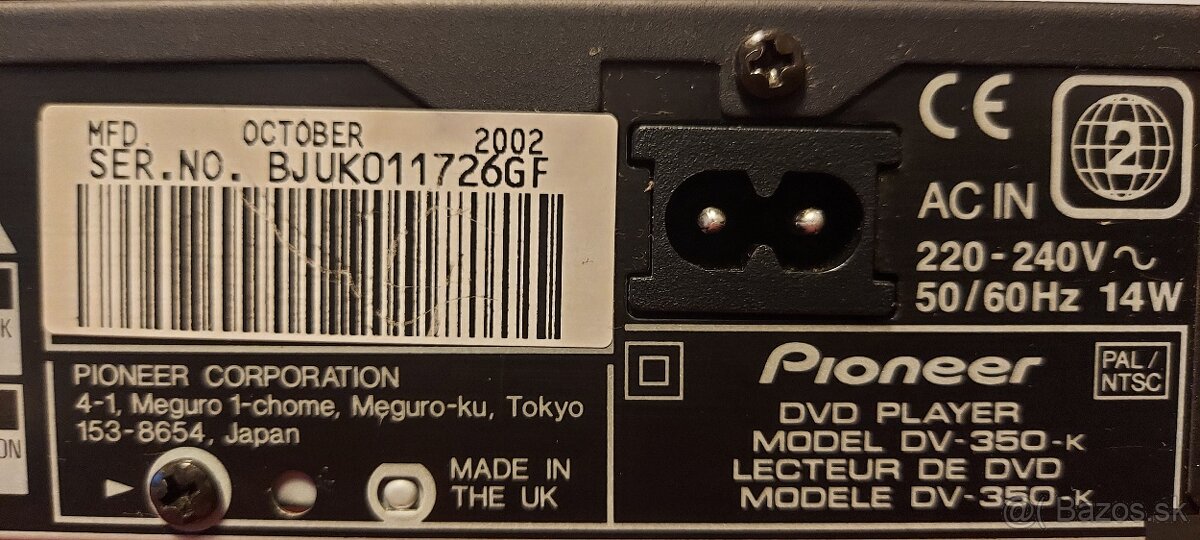 MFD. OCTOBER 2002
SER.NO. BJUK011726GF
PIONEER CORPORATION
4-1, Meguro 1-chome, Meguro-ku, Tokyo
153-8654, Japan
MADE IN
THE UK
CE
2
AC IN
220-240V～
50/60Hz 14W
Pioneer
PAL/
NTSC
DVD PLAYER
MODEL DV-350-K
LECTEUR DE DVD
MODELE DV-350-K
K
ON
Bazos.sk